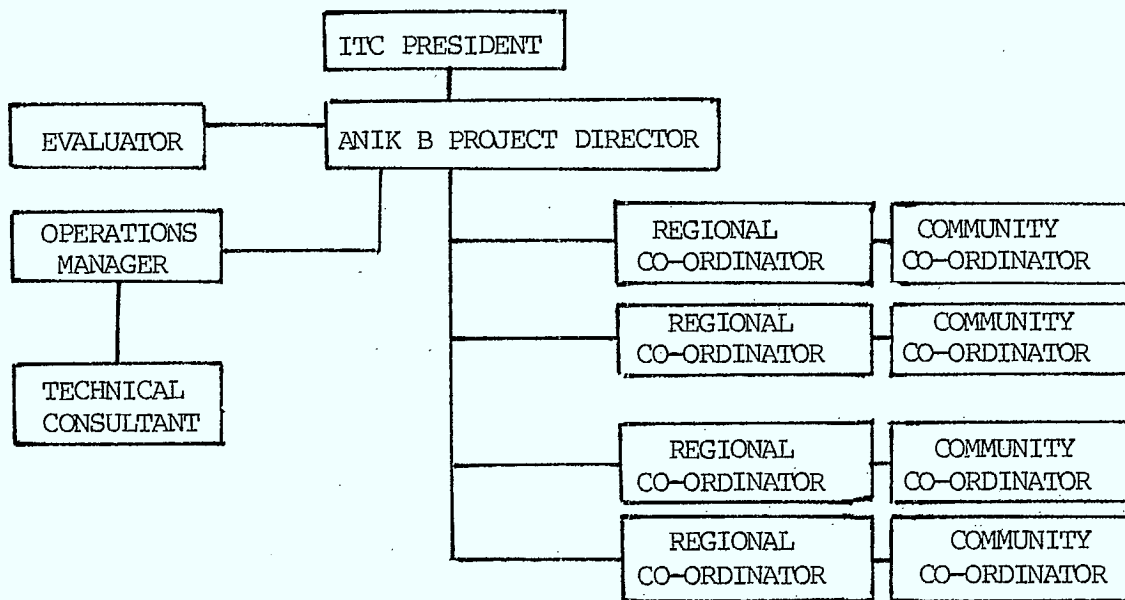 ITC PRESIDENT
EVALUATOR
ANIK B PROJECT DIRECTOR
OPERATIONS
MANAGER
TECHNICAL
CONSULTANT
REGIONAL
CO-ORDINATOR
COMMUNITY
CO-ORDINATOR
REGIONAL
CO-ORDINATOR
COMMUNITY
CO-ORDINATOR
REGIONAL
CO-ORDINATOR
COMMUNITY
CO-ORDINATOR
REGIONAL
CO-ORDINATOR
COMMUNITY
CO-ORDINATOR